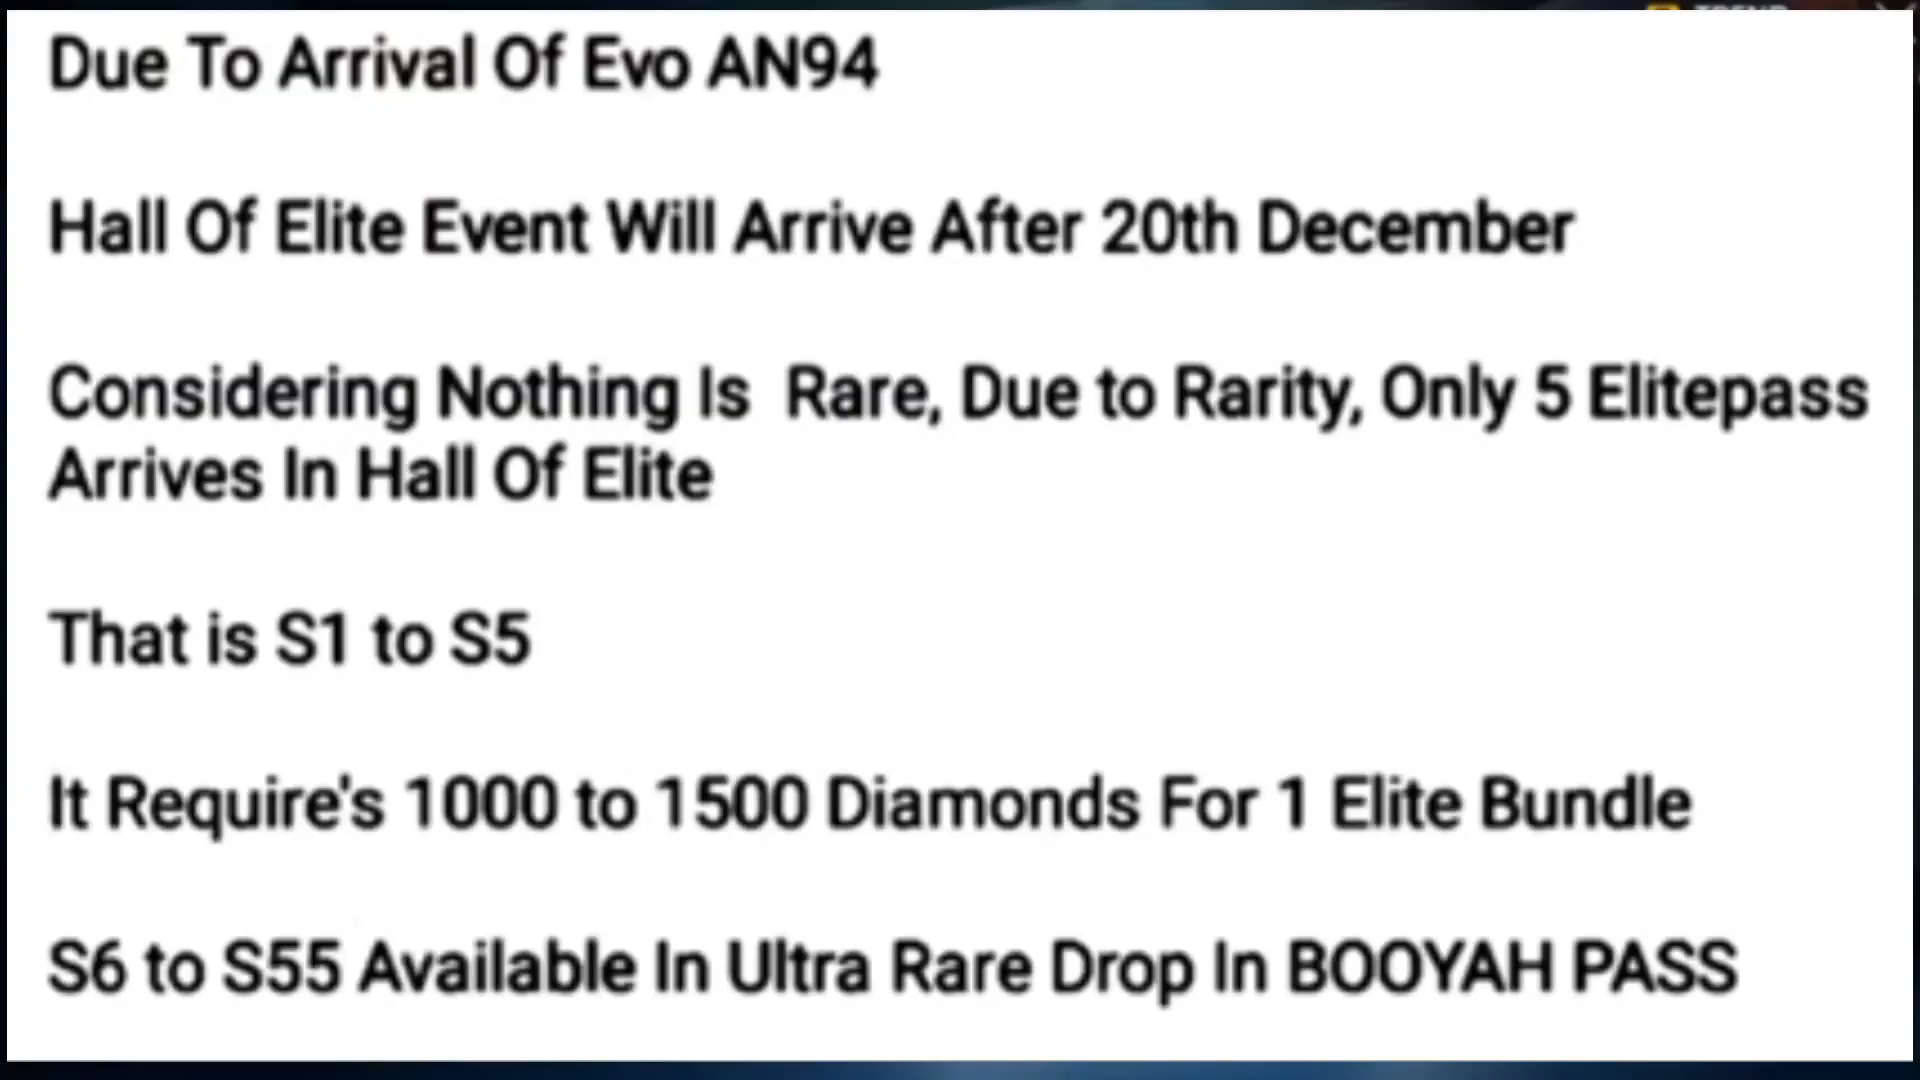 Due To Arrival Of Evo AN94
Hall Of Elite Event Will Arrive After 20th December
Considering Nothing Is  Rare, Due to Rarity, Only 5 Elitepass
Arrives In Hall Of Elite
That is S1 to S5
It Require's 1000 to 1500 Diamonds For 1 Elite Bundle
S6 to S55 Available In Ultra Rare Drop In BOOYAH PASS